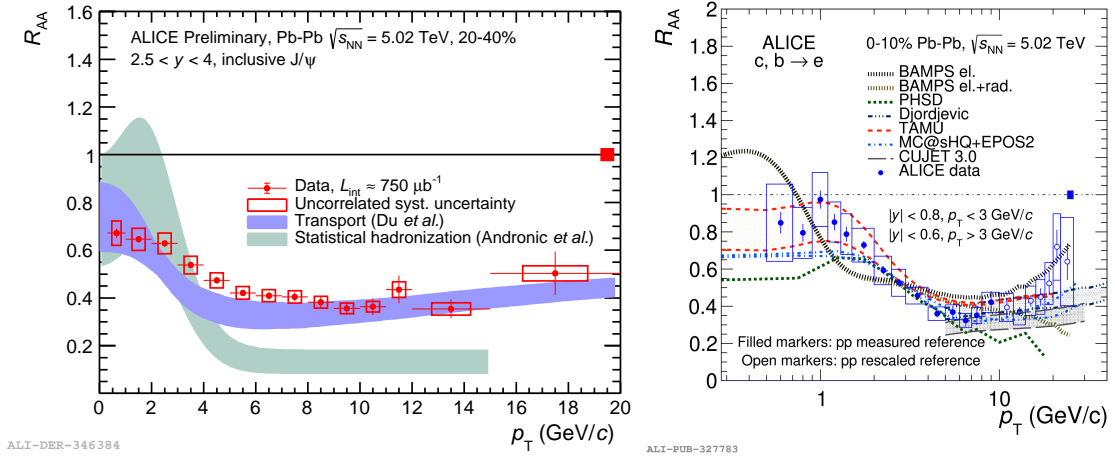 R_AA
1.6
1.4
1.2
1
0.8
0.6
0.4
0.2
ALICE Preliminary, Pb-Pb √s_NN = 5.02 TeV, 20-40%
2.5 < y < 4, inclusive J/ψ
Data, L_int ≈ 750 μb⁻¹
Uncorrelated syst. uncertainty
Transport (Du et al.)
Statistical hadronization (Andronic et al.)
0 2 4 6 8 10 12 14 16 18 20
p_T (GeV/c)
ALI-DER-346384
R_AA
2
1.8
1.6
1.4
1.2
1
0.8
0.6
0.4
0.2
0
ALICE
c, b → e
0-10% Pb-Pb, √s_NN = 5.02 TeV
BAMPS el.
BAMPS el.+rad.
PHSD
Djordjevic
TAMU
MC@sHQ+EPOS2
CUJET 3.0
ALICE data
|y| < 0.8, p_T < 3 GeV/c
|y| < 0.6, p_T > 3 GeV/c
Filled markers: pp measured reference
Open markers: pp rescaled reference
1 10
p_T (GeV/c)
ALI-PUB-327783